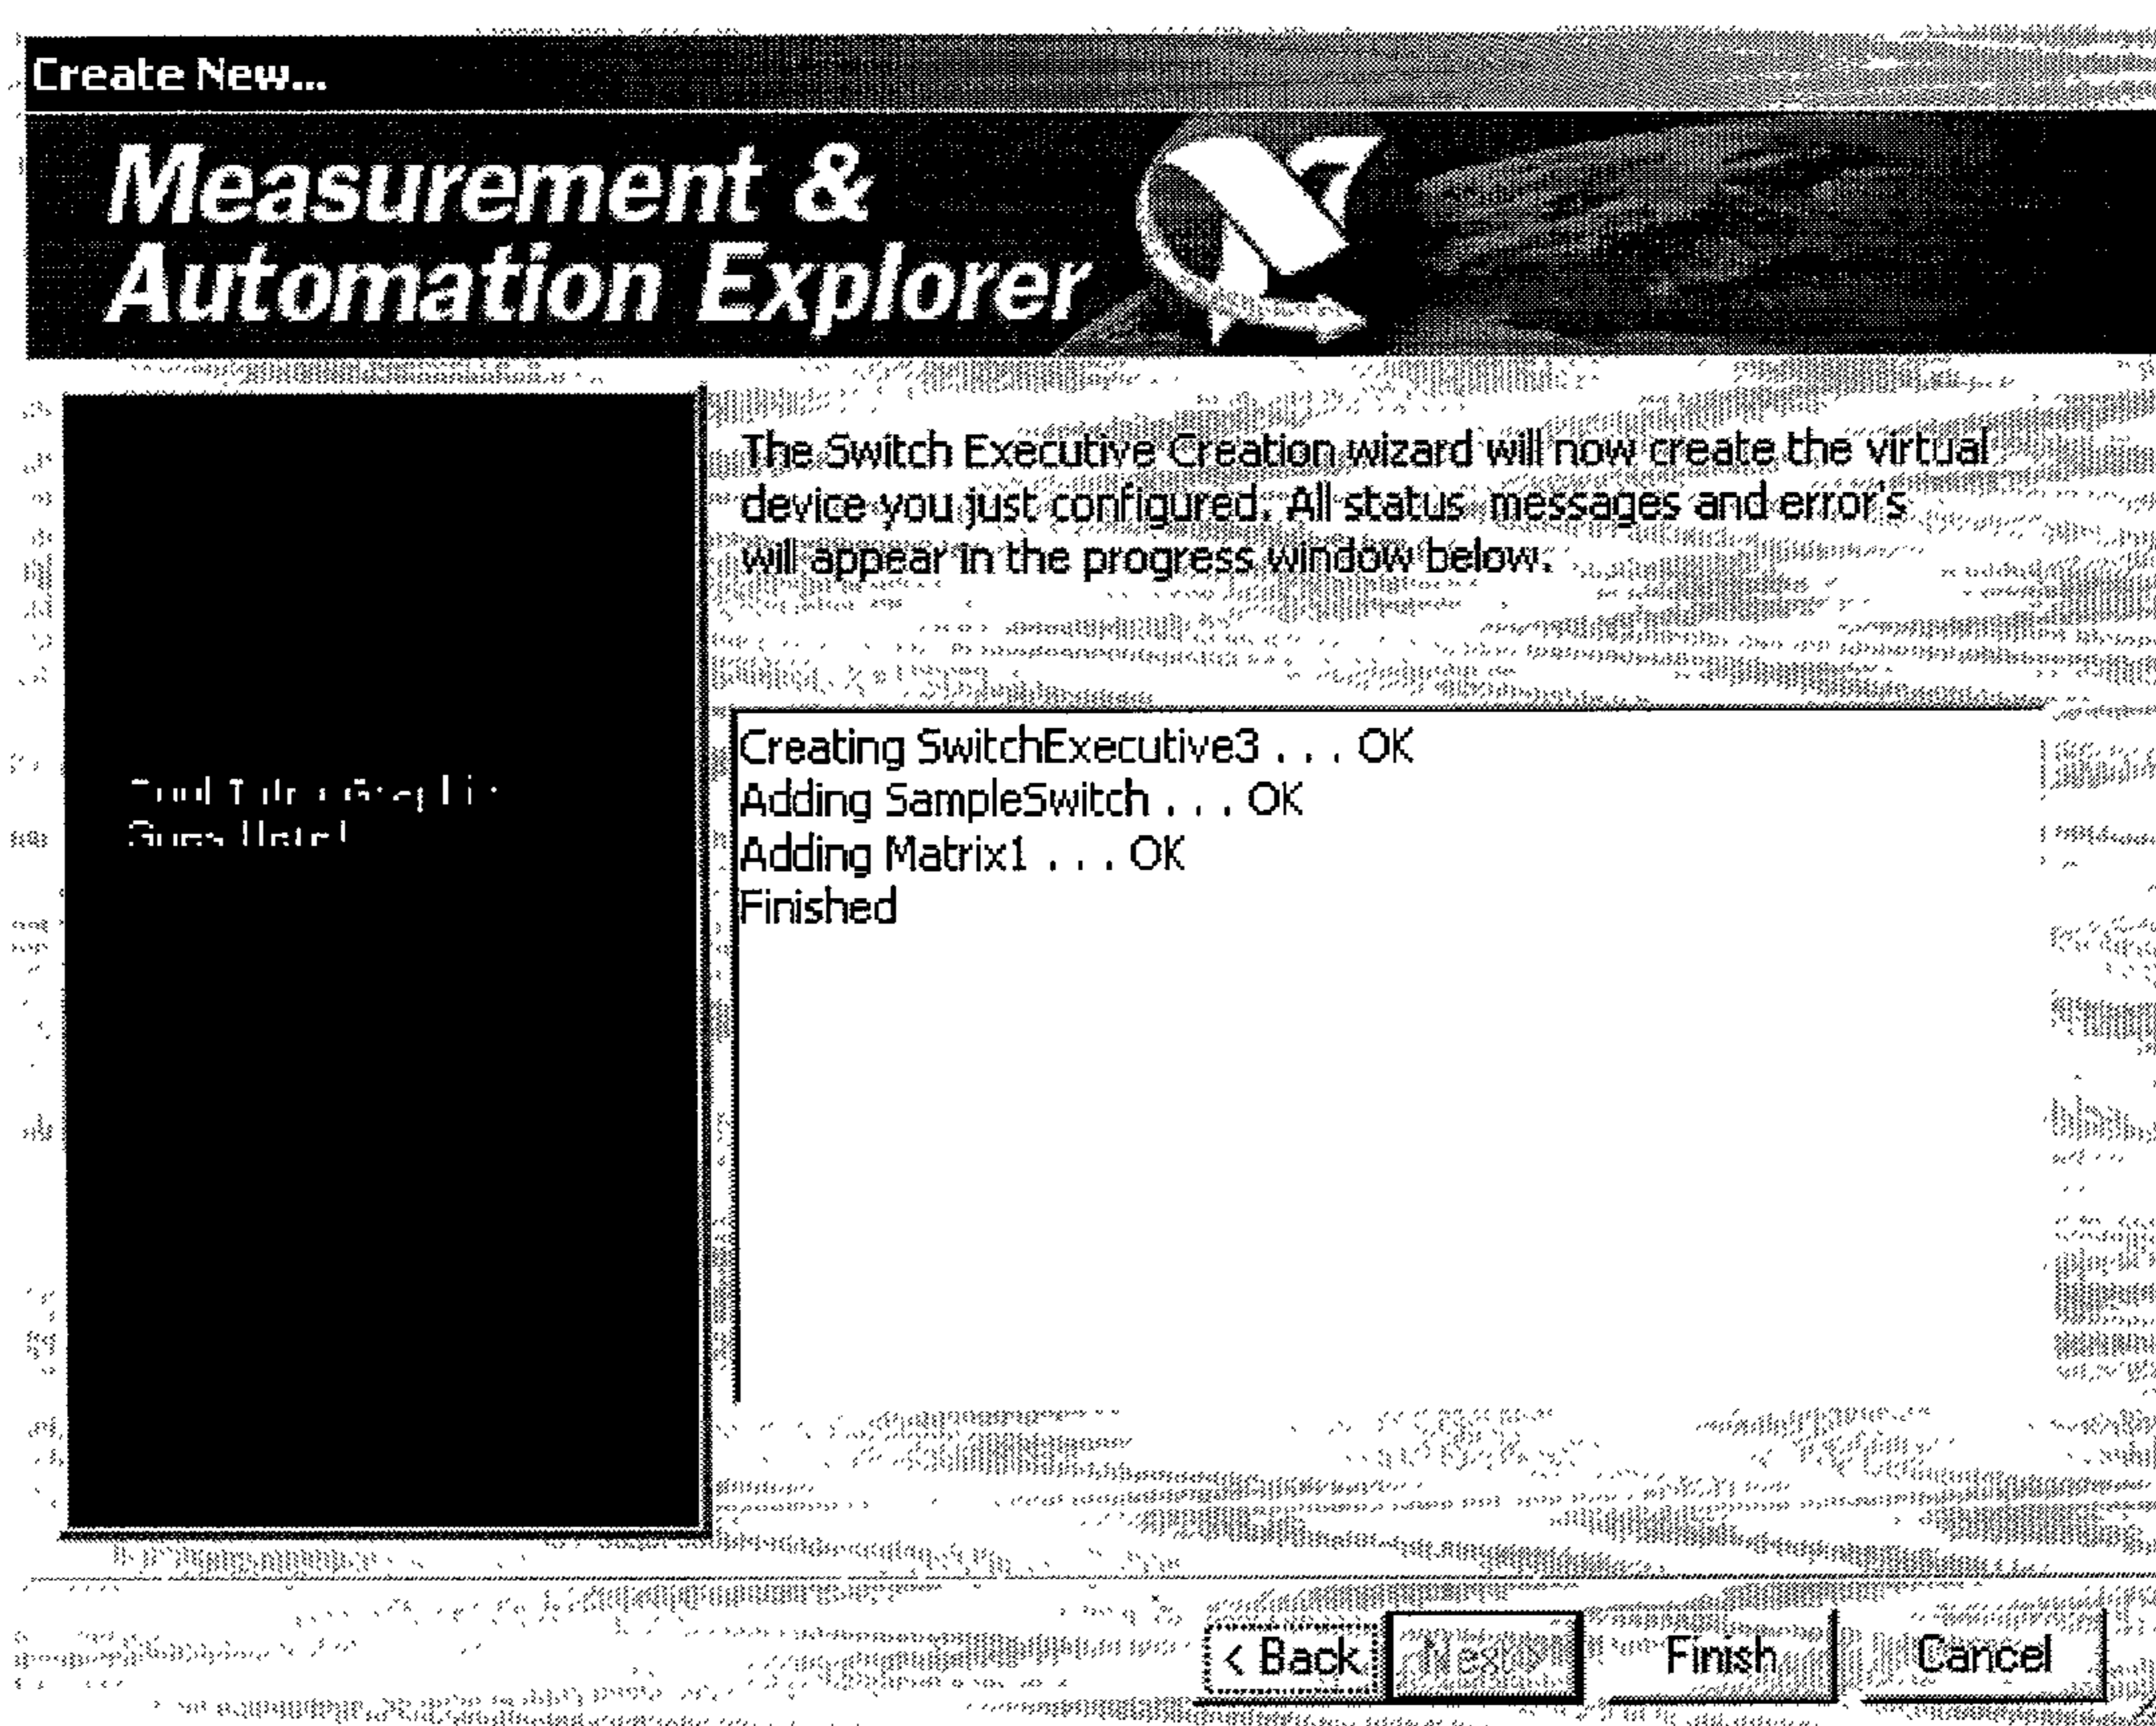 Create New...
Measurement &
Automation Explorer
The Switch Executive Creation wizard will now create the virtual
device you just configured. All status messages and error's
will appear in the progress window below.
Creating SwitchExecutive3 . . . OK
Adding SampleSwitch . . . OK
Adding Matrix1 . . . OK
Finished
< Back
Next >
Finish
Cancel